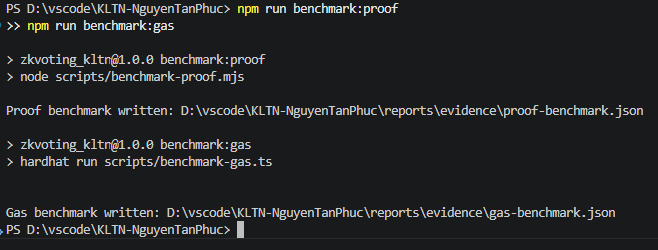 PS D:\vscode\KLTN-NguyenTanPhuc> npm run benchmark:proof
>> npm run benchmark:gas
> zkvoting_kltn@1.0.0 benchmark:proof
> node scripts/benchmark-proof.mjs
Proof benchmark written: D:\vscode\KLTN-NguyenTanPhuc\reports\evidence\proof-benchmark.json
> zkvoting_kltn@1.0.0 benchmark:gas
> hardhat run scripts/benchmark-gas.ts
Gas benchmark written: D:\vscode\KLTN-NguyenTanPhuc\reports\evidence\gas-benchmark.json
PS D:\vscode\KLTN-NguyenTanPhuc>